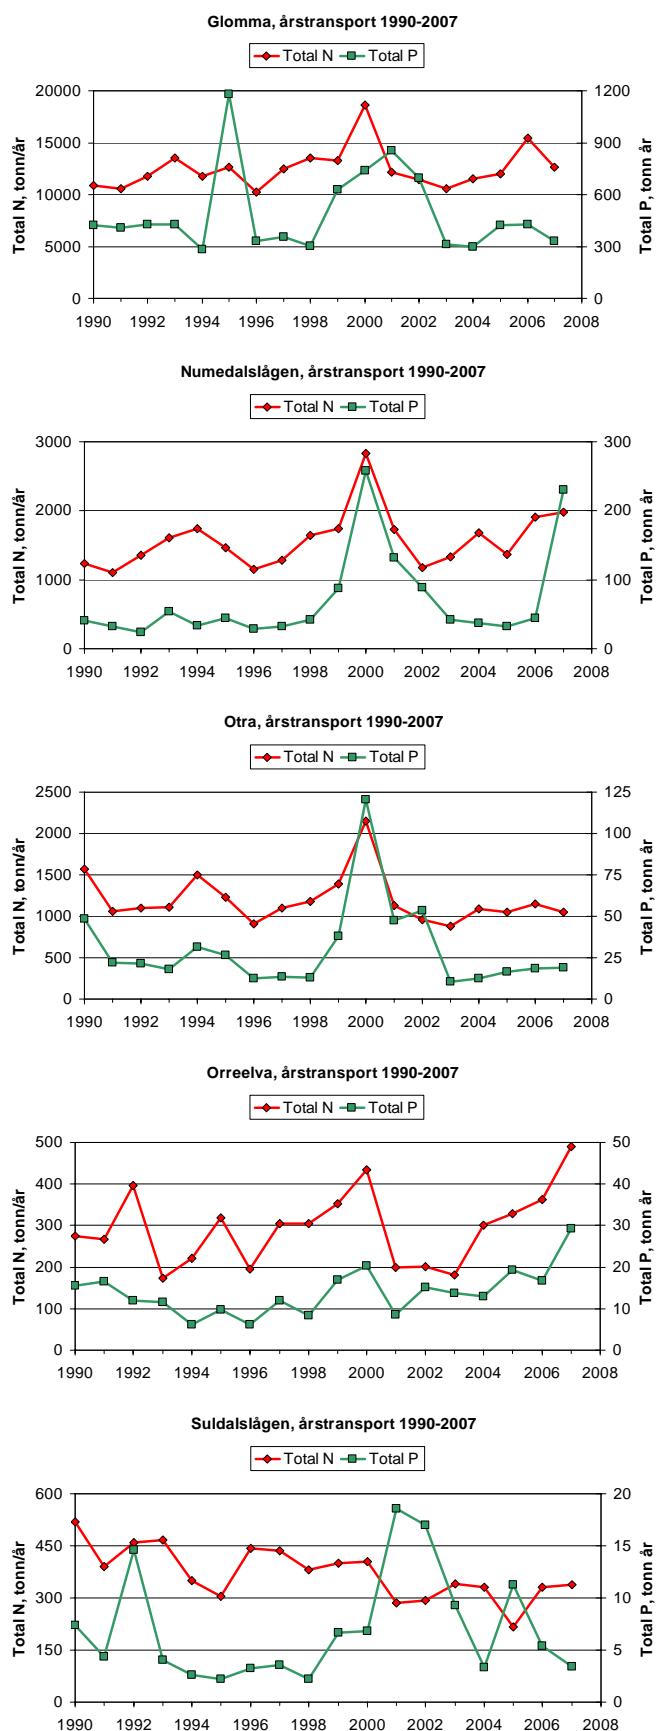 Glomma, årstransport 1990-2007
Total N Total P
20000 1200
15000 900
10000 600
5000 300
0 0
Total N, tonn/år
Total P, tonn år
1990 1992 1994 1996 1998 2000 2002 2004 2006 2008
Numedalslågen, årstransport 1990-2007
Total N Total P
3000 300
2000 200
1000 100
0 0
Total N, tonn/år
Total P, tonn år
1990 1992 1994 1996 1998 2000 2002 2004 2006 2008
Otra, årstransport 1990-2007
Total N Total P
2500 125
2000 100
1500 75
1000 50
500 25
0 0
Total N, tonn/år
Total P, tonn år
1990 1992 1994 1996 1998 2000 2002 2004 2006 2008
Orreelva, årstransport 1990-2007
Total N Total P
500 50
400 40
300 30
200 20
100 10
0 0
Total N, tonn/år
Total P, tonn år
1990 1992 1994 1996 1998 2000 2002 2004 2006 2008
Suldalslågen, årstransport 1990-2007
Total N Total P
600 20
450 15
300 10
150 5
0 0
Total N, tonn/år
Total P, tonn år
1990 1992 1994 1996 1998 2000 2002 2004 2006 2008